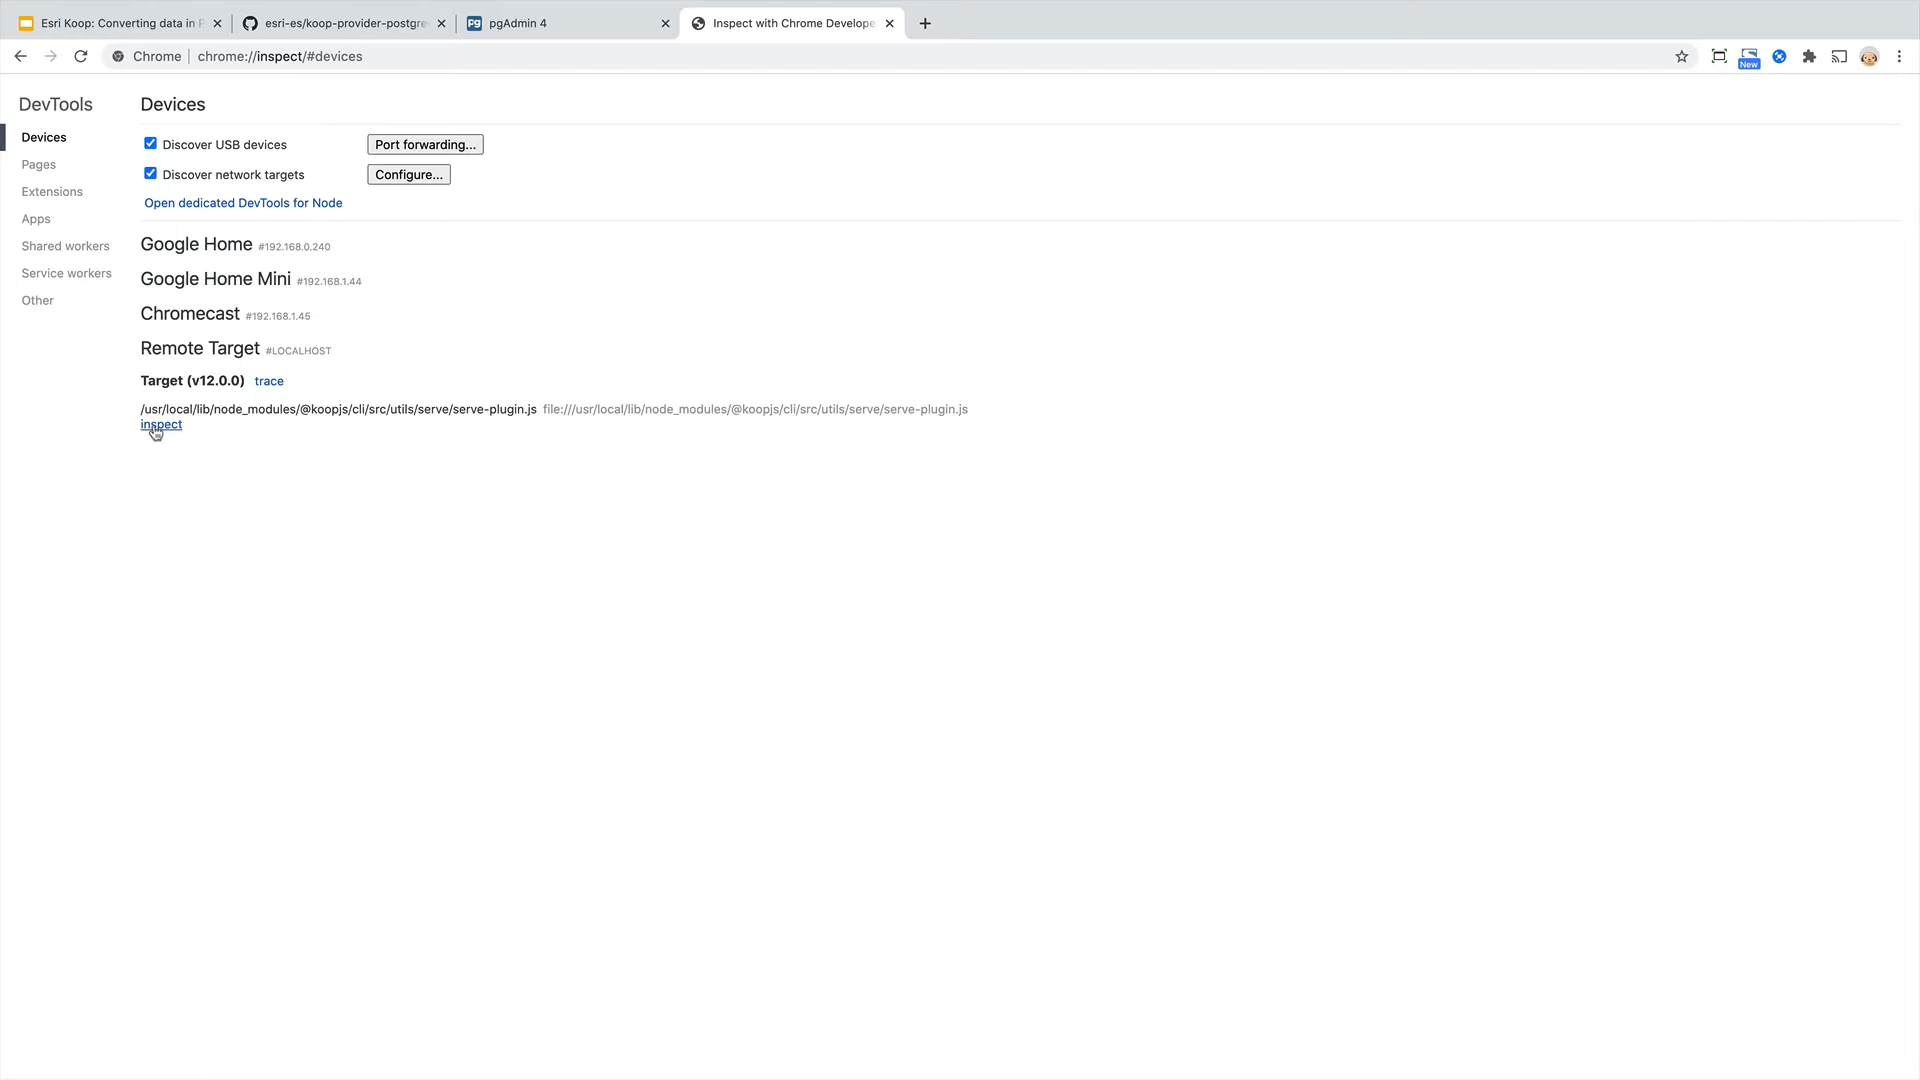 Esri Koop: Converting data in P
esri-es/koop-provider-postgre
pgAdmin 4
Inspect with Chrome Develope
Chrome
chrome://inspect/#devices
New
DevTools
Devices
Pages
Extensions
Apps
Shared workers
Service workers
Other
Devices
Discover USB devices
Port forwarding...
Discover network targets
Configure...
Open dedicated DevTools for Node
Google Home #192.168.0.240
Google Home Mini #192.168.1.44
Chromecast #192.168.1.45
Remote Target #LOCALHOST
Target (v12.0.0) trace
/usr/local/lib/node_modules/@koopjs/cli/src/utils/serve/serve-plugin.js file:///usr/local/lib/node_modules/@koopjs/cli/src/utils/serve/serve-plugin.js
inspect